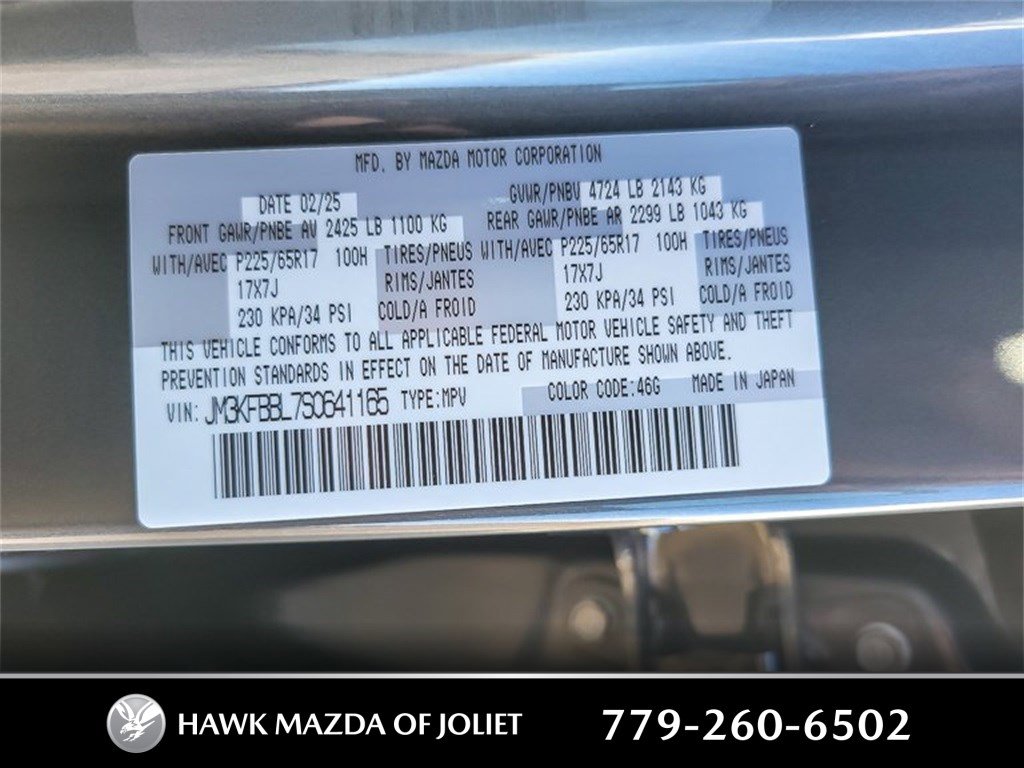 MFD. BY MAZDA MOTOR CORPORATION
DATE 02/25 GVWR/PNBV 4724 LB 2143 KG
FRONT GAWR/PNBE AV 2425 LB 1100 KG REAR GAWR/PNBE AR 2299 LB 1043 KG
WITH/AVEC P225/65R17 100H TIRES/PNEUS WITH/AVEC P225/65R17 100H TIRES/PNEUS
17X7J RIMS/JANTES 17X7J RIMS/JANTES
230 KPA/34 PSI COLD/A FROID 230 KPA/34 PSI COLD/A FROID
THIS VEHICLE CONFORMS TO ALL APPLICABLE FEDERAL MOTOR VEHICLE SAFETY AND THEFT
PREVENTION STANDARDS IN EFFECT ON THE DATE OF MANUFACTURE SHOWN ABOVE.
VIN: JM3KFBBL7S0641165 TYPE:MPV COLOR CODE:46G MADE IN JAPAN
HAWK MAZDA OF JOLIET 779-260-6502